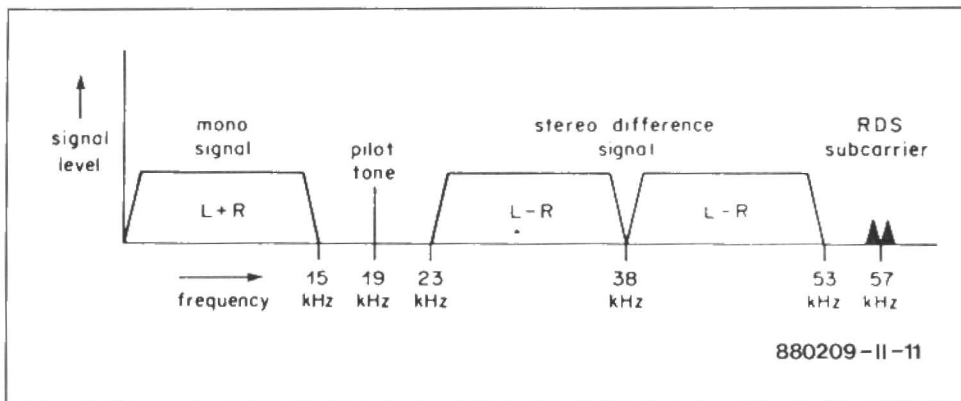 signal
level
mono
signal
pilot
tone
stereo difference
signal
RDS
subcarrier
L+R
L-R
L-R
frequency
15
kHz
19
kHz
23
kHz
38
kHz
53
kHz
57
kHz
880209-II-11